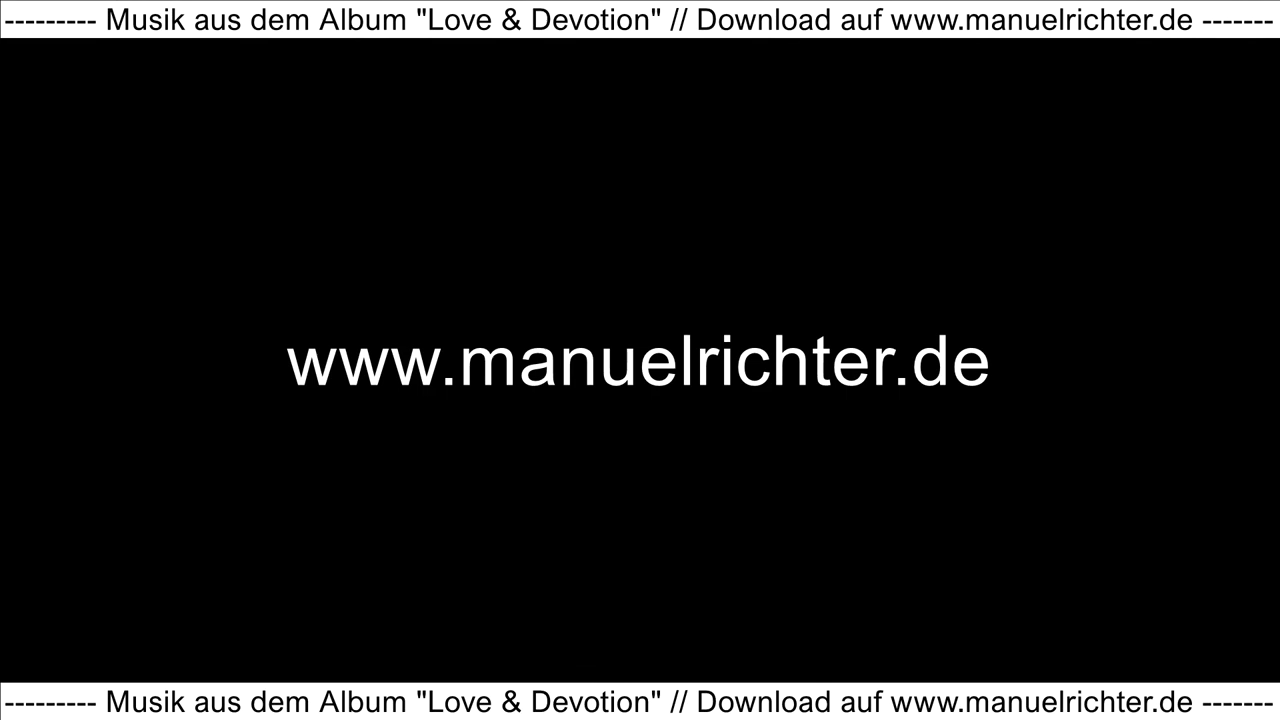 --------- Musik aus dem Album "Love & Devotion" // Download auf www.manuelrichter.de -------
www.manuelrichter.de
--------- Musik aus dem Album "Love & Devotion" // Download auf www.manuelrichter.de -------